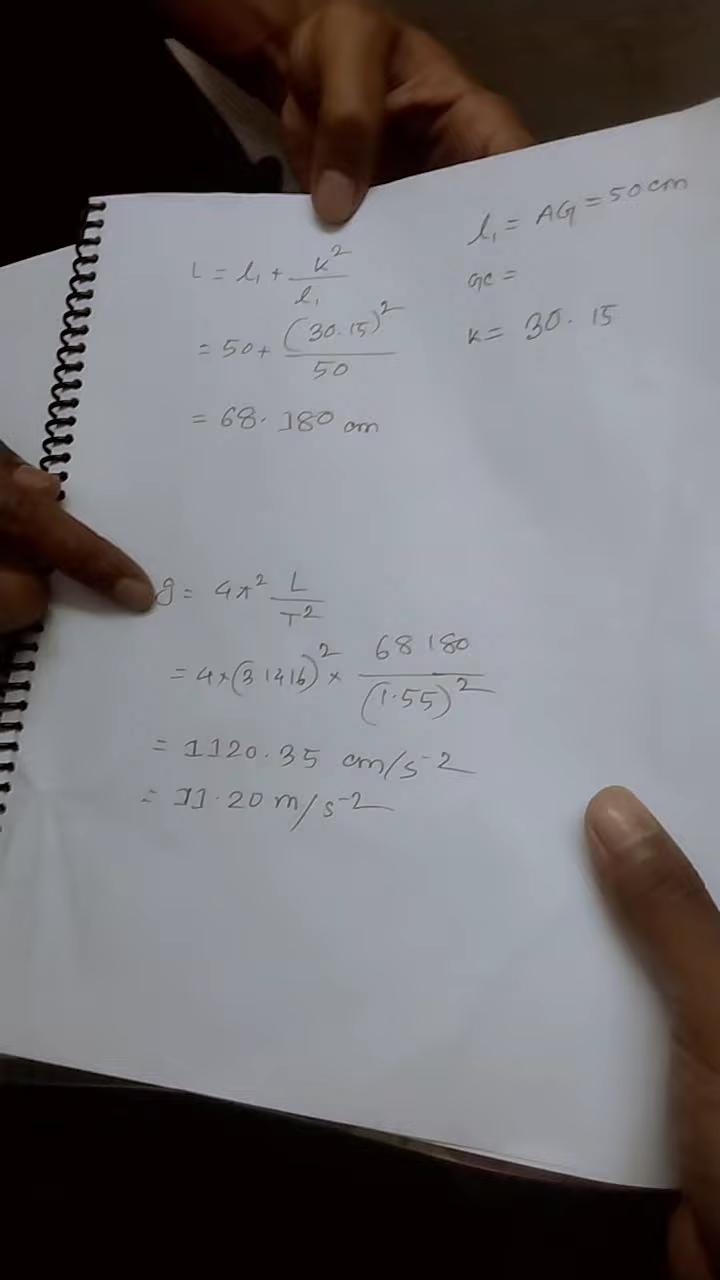 L = l₁ + k²/l₁
= 50 + (30.15)²/50
= 68.180 cm
l₁ = AG = 50 cm
GC =
k = 30.15
g = 4π² L/T²
= 4×(3.1416)² × 68.180/(1.55)²
= 1120.35 cm/s⁻²
= 11.20 m/s⁻²